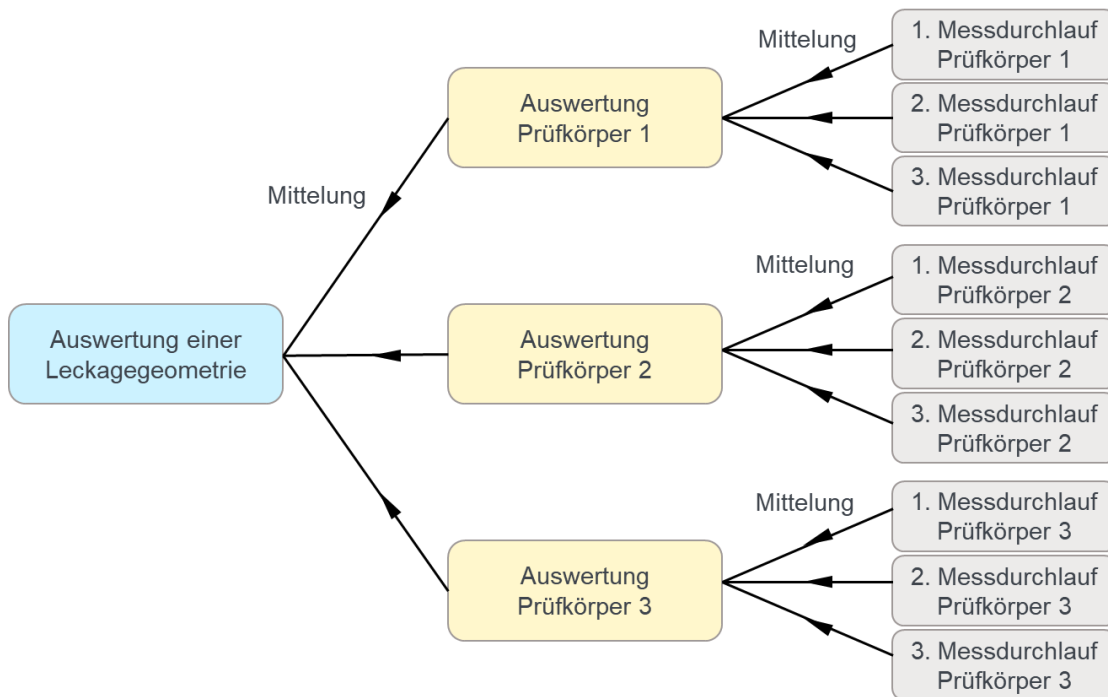 Mittelung
1. Messdurchlauf
Prüfkörper 1
2. Messdurchlauf
Prüfkörper 1
3. Messdurchlauf
Prüfkörper 1
Auswertung
Prüfkörper 1
Mittelung
Mittelung
1. Messdurchlauf
Prüfkörper 2
2. Messdurchlauf
Prüfkörper 2
3. Messdurchlauf
Prüfkörper 2
Auswertung einer
Leckagegeometrie
Auswertung
Prüfkörper 2
Mittelung
1. Messdurchlauf
Prüfkörper 3
2. Messdurchlauf
Prüfkörper 3
3. Messdurchlauf
Prüfkörper 3
Auswertung
Prüfkörper 3